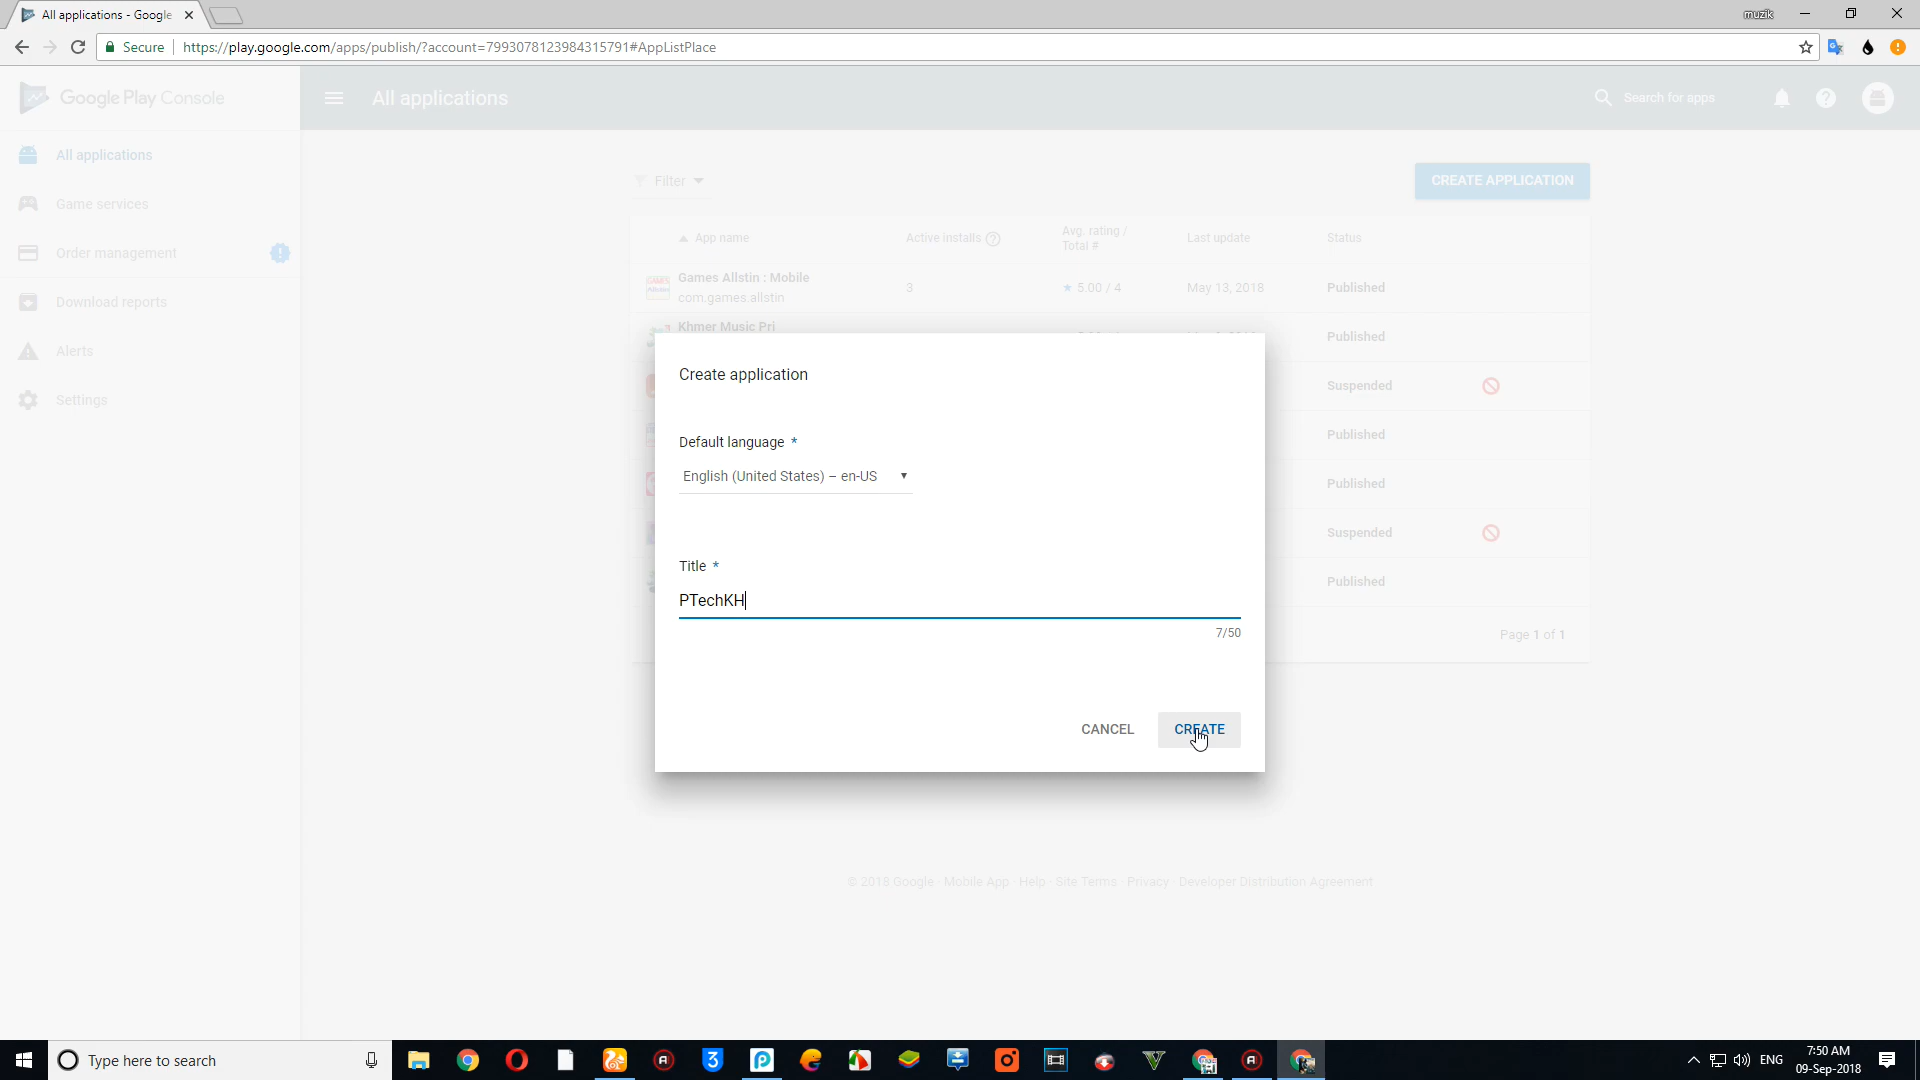 All applications - Google
muzik
Secure
https://play.google.com/apps/publish/?account=7993078123984315791#AppListPlace
Google Play Console
All applications
Search for apps
All applications
Game services
Order management
Download reports
Alerts
Settings
Filter
CREATE APPLICATION
App name
Active installs
Avg. rating /
Total #
Last update
Status
Games Allstin : Mobile
com.games.allstin
3
5.00 / 4
May 13, 2018
Published
Khmer Music Pri
Published
Suspended
Published
Published
Suspended
Published
Page 1 of 1
Create application
Default language *
English (United States) – en-US
Title *
PTechKH
7/50
CANCEL
CREATE
© 2018 Google · Mobile App · Help · Site Terms · Privacy · Developer Distribution Agreement
Type here to search
ENG
7:50 AM
09-Sep-2018